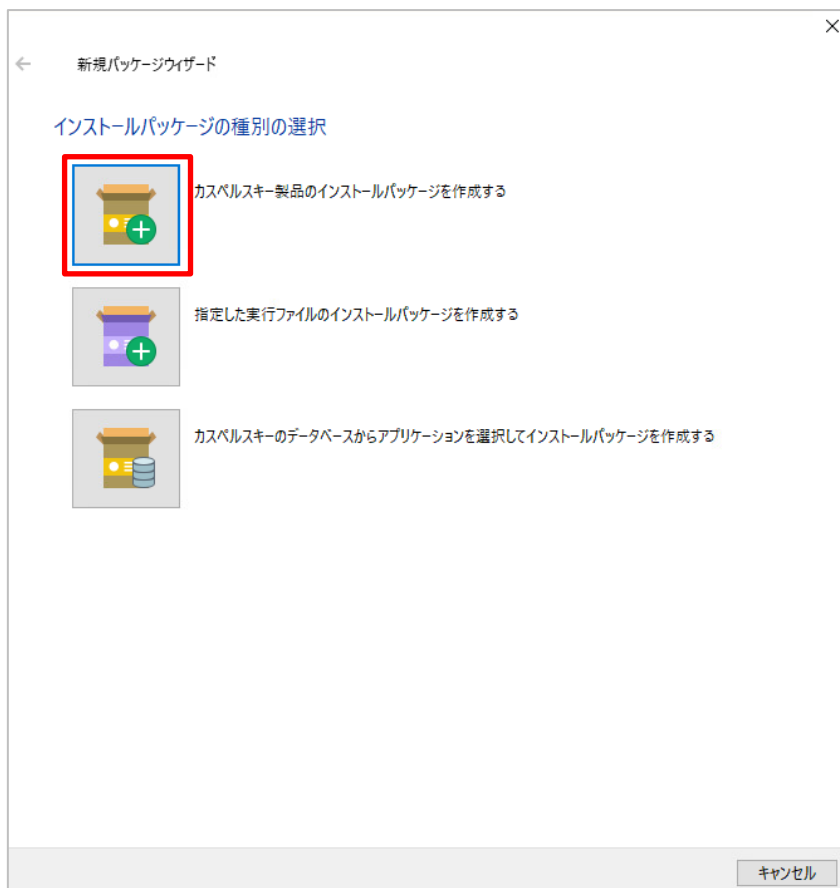 新規パッケージウィザード
インストールパッケージの種別の選択
カスペルスキー製品のインストールパッケージを作成する
指定した実行ファイルのインストールパッケージを作成する
カスペルスキーのデータベースからアプリケーションを選択してインストールパッケージを作成する
キャンセル